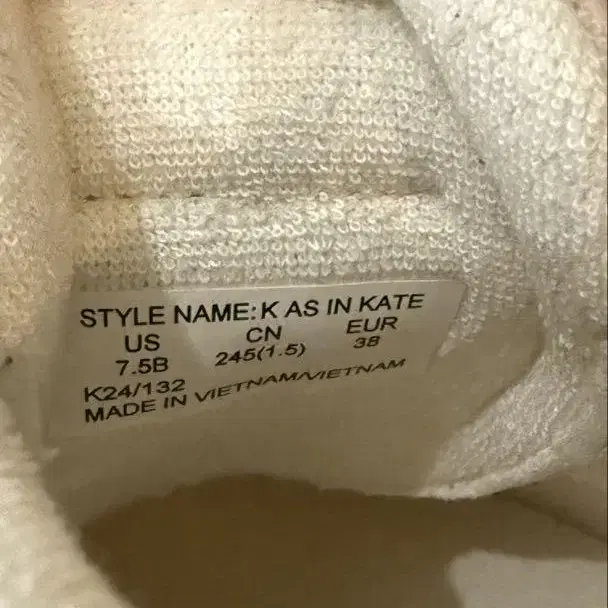 STYLE NAME: K AS IN KATE
US CN EUR
7.5B 245(1.5) 38
K24/132
MADE IN VIETNAM/VIETNAM